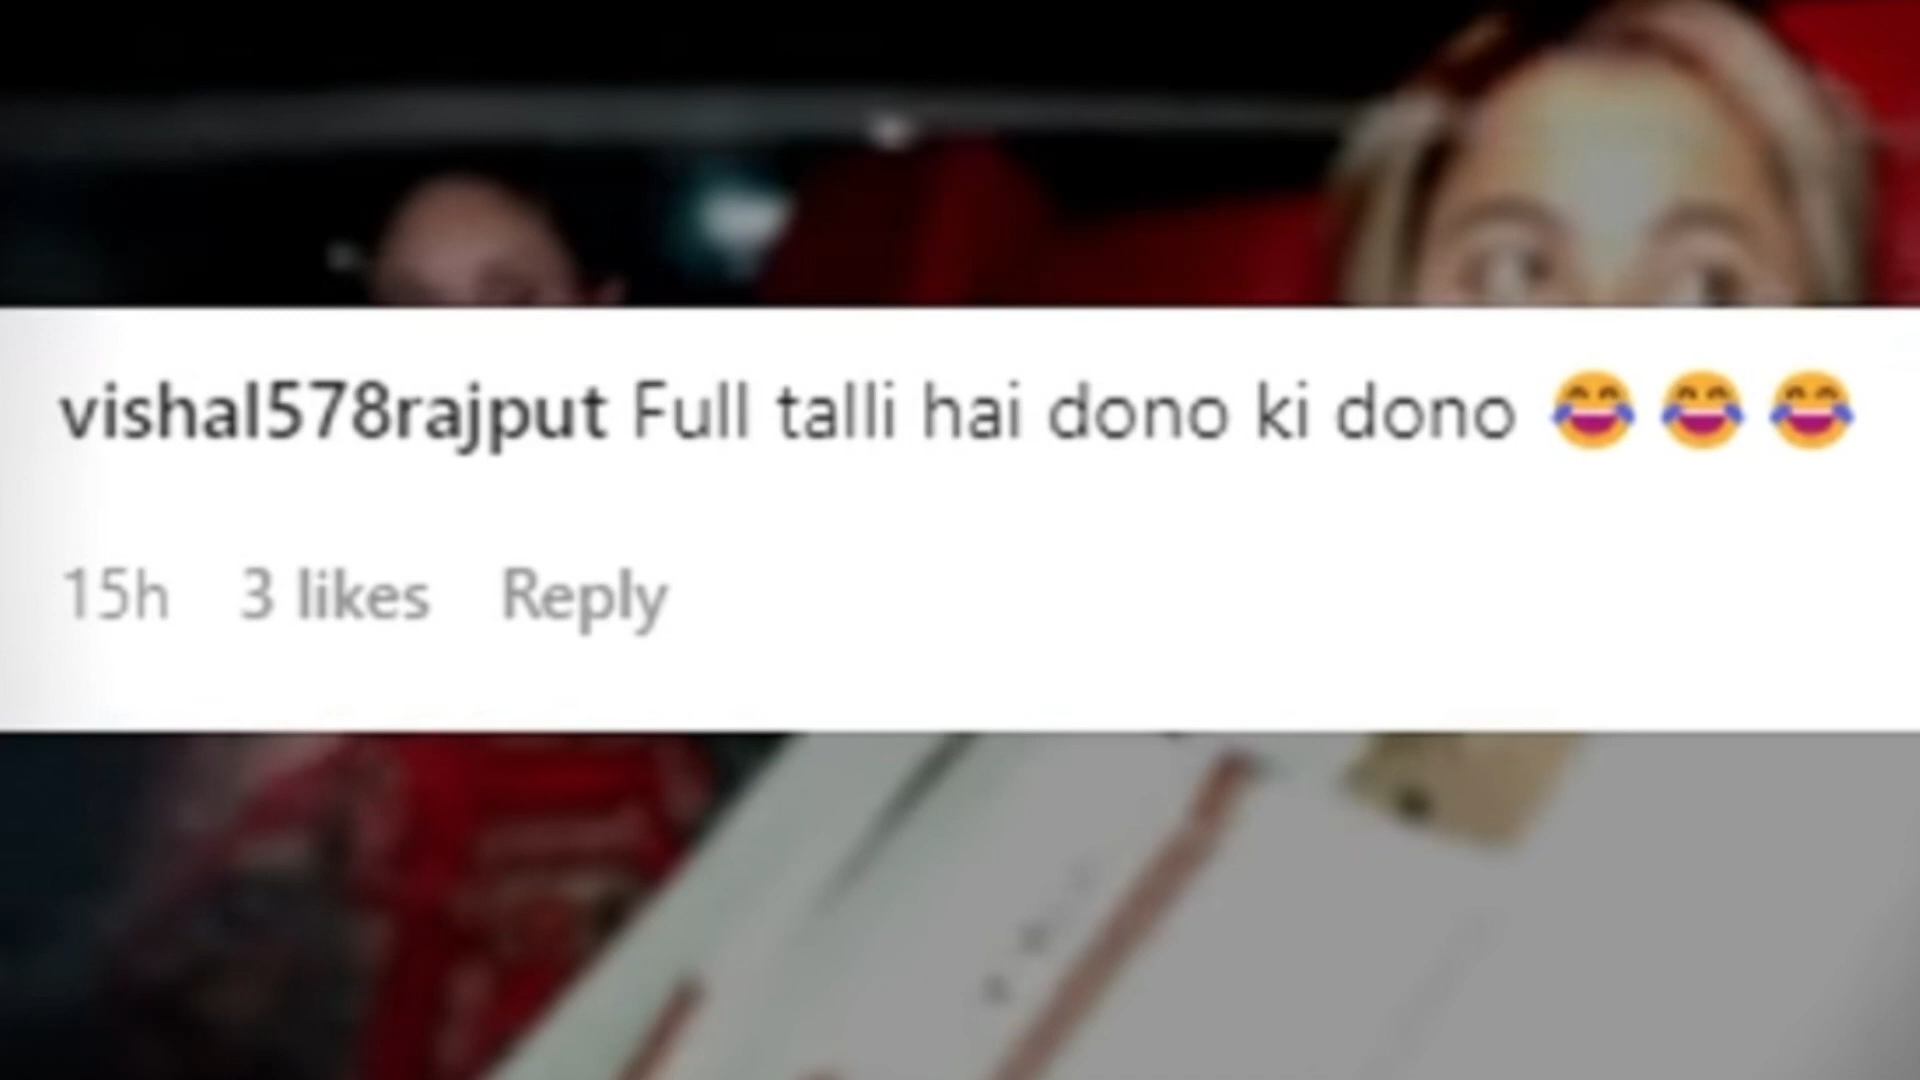 vishal578rajput Full talli hai dono ki dono 😂 😂 😂
15h 3 likes Reply